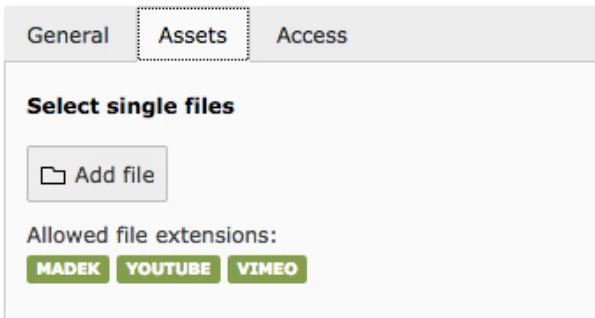 General Assets Access
Select single files
Add file
Allowed file extensions:
MADEK YOUTUBE VIMEO